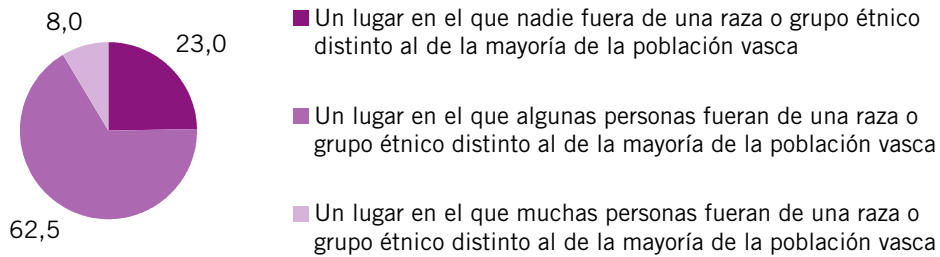 8,0
23,0
62,5
Un lugar en el que nadie fuera de una raza o grupo étnico
distinto al de la mayoría de la población vasca
Un lugar en el que algunas personas fueran de una raza o
grupo étnico distinto al de la mayoría de la población vasca
Un lugar en el que muchas personas fueran de una raza o
grupo étnico distinto al de la mayoría de la población vasca